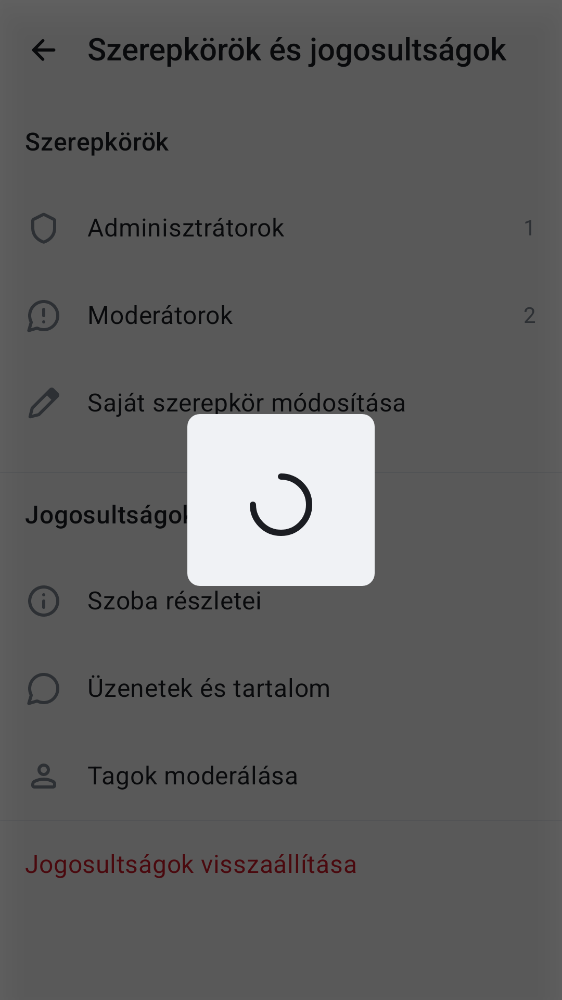 Szerepkörök és jogosultságok
Szerepkörök
Adminisztrátorok 1
Moderátorok 2
Saját szerepkör módosítása
Jogosultságok
Szoba részletei
Üzenetek és tartalom
Tagok moderálása
Jogosultságok visszaállítása